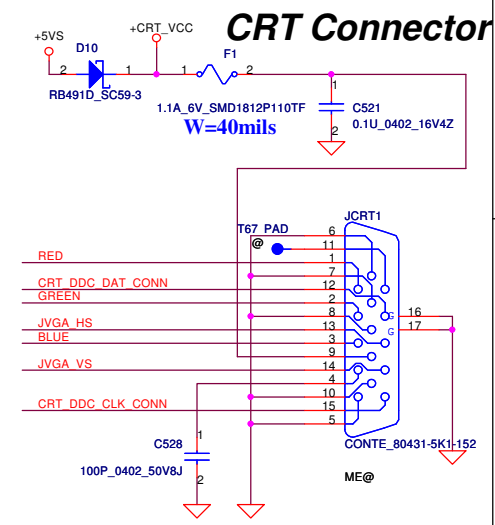 CRT Connector
+5VS
+CRT_VCC
D10
F1
2 1 1 2
RB491D_SC59-3
1.1A_6V_SMD1812P110TF
W=40mils
1
C521
0.1U_0402_16V4Z
2
JCRT1
T67 PAD
@
6
11
RED
1
7
CRT_DDC_DAT_CONN
12
GREEN
2
8
G 16
JVGA_HS
13
G 17
BLUE
3
9
JVGA_VS
14
4
10
CRT_DDC_CLK_CONN
15
5
CONTE_80431-5K1-152
1
C528
100P_0402_50V8J
2
ME@